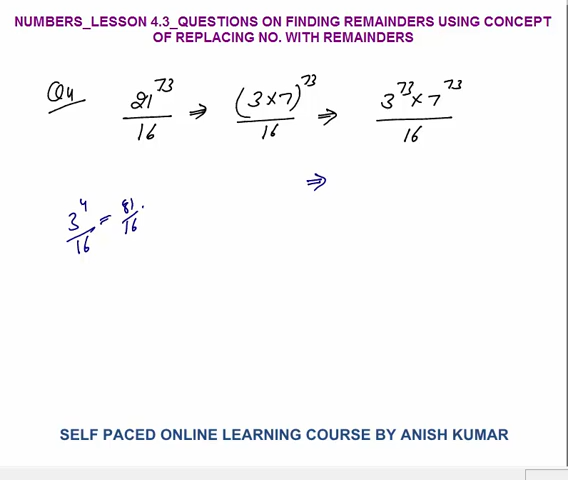 NUMBERS_LESSON 4.3_QUESTIONS ON FINDING REMAINDERS USING CONCEPT
OF REPLACING NO. WITH REMAINDERS
Q4 21^73/16 ⇒ (3×7)^73/16 ⇒ 3^73×7^73/16
⇒
3^4/16 = 81/16
SELF PACED ONLINE LEARNING COURSE BY ANISH KUMAR